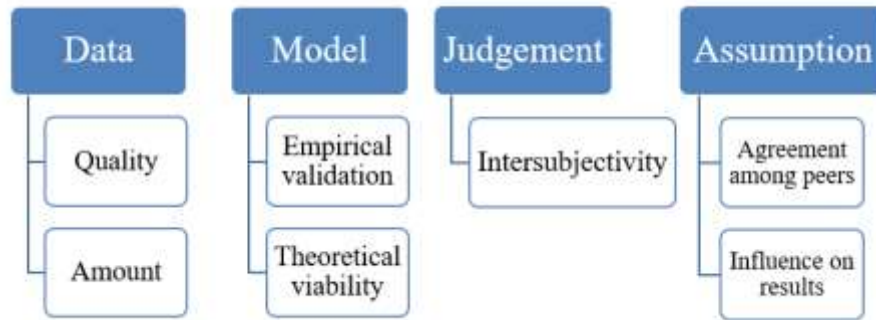 Data
Quality
Amount
Model
Empirical
validation
Theoretical
viability
Judgement
Intersubjectivity
Assumption
Agreement
among peers
Influence on
results